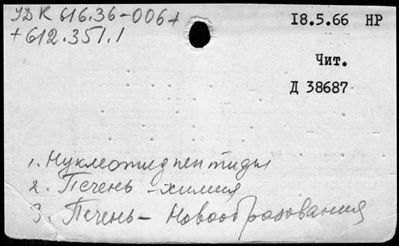 УДК 616.36-006+
+612.351.1
18.5.66 НР
Чит.
Д 38687
1. Нуклеотидпептиды
2. Печень - химия
3. Печень - Новообразования